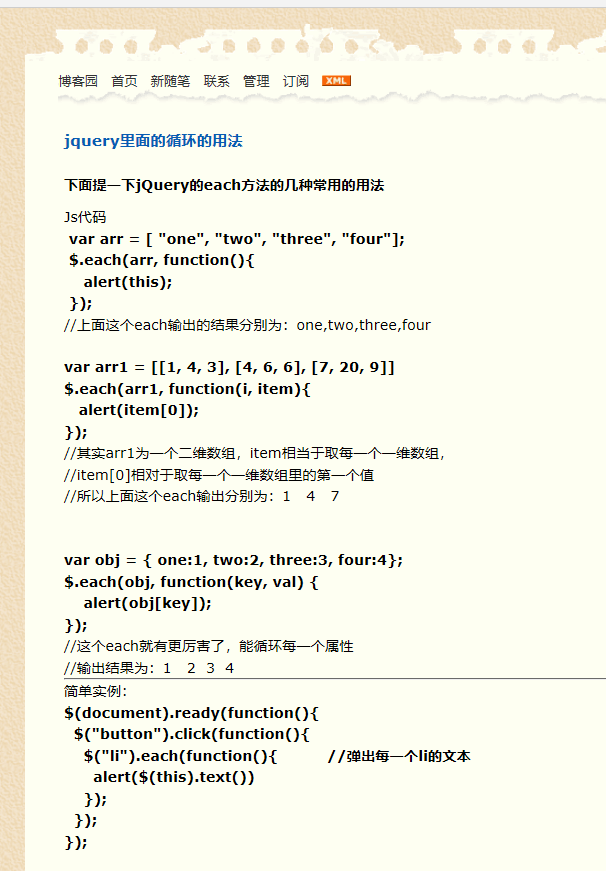 博客园 首页 新随笔 联系 管理 订阅 XML
jquery里面的循环的用法
下面提一下jQuery的each方法的几种常用的用法
Js代码
var arr = [ "one", "two", "three", "four"];
$.each(arr, function(){
alert(this);
});
//上面这个each输出的结果分别为：one,two,three,four
var arr1 = [[1, 4, 3], [4, 6, 6], [7, 20, 9]]
$.each(arr1, function(i, item){
alert(item[0]);
});
//其实arr1为一个二维数组，item相当于取每一个一维数组，
//item[0]相对于取每一个一维数组里的第一个值
//所以上面这个each输出分别为：1 4 7
var obj = { one:1, two:2, three:3, four:4};
$.each(obj, function(key, val) {
alert(obj[key]);
});
//这个each就有更厉害了，能循环每一个属性
//输出结果为：1 2 3 4
简单实例：
$(document).ready(function(){
$("button").click(function(){
$("li").each(function(){ //弹出每一个li的文本
alert($(this).text())
});
});
});